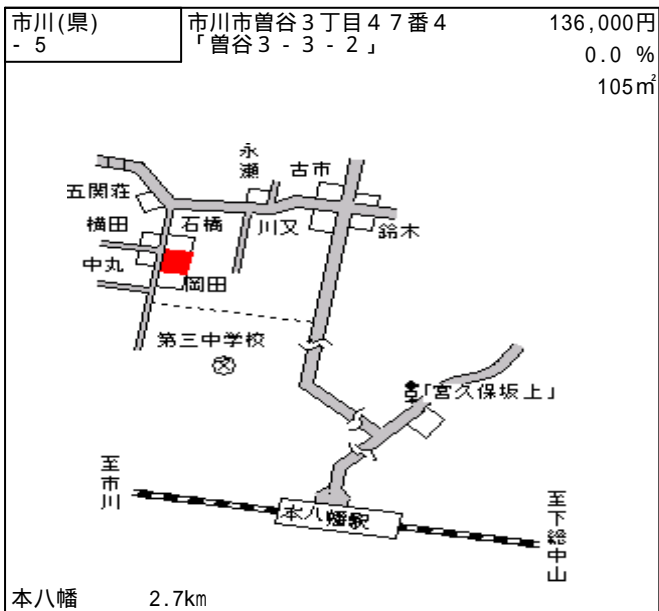 市川(県)
- 5
市川市曽谷３丁目４７番４
「曽谷３-３-２」
136,000円
0.0 %
105㎡
永瀬
古市
五関荘
横田
石橋
川又
鈴木
中丸
岡田
第三中学校
「宮久保坂上」
至市川
本八幡駅
至下総中山
本八幡 2.7km